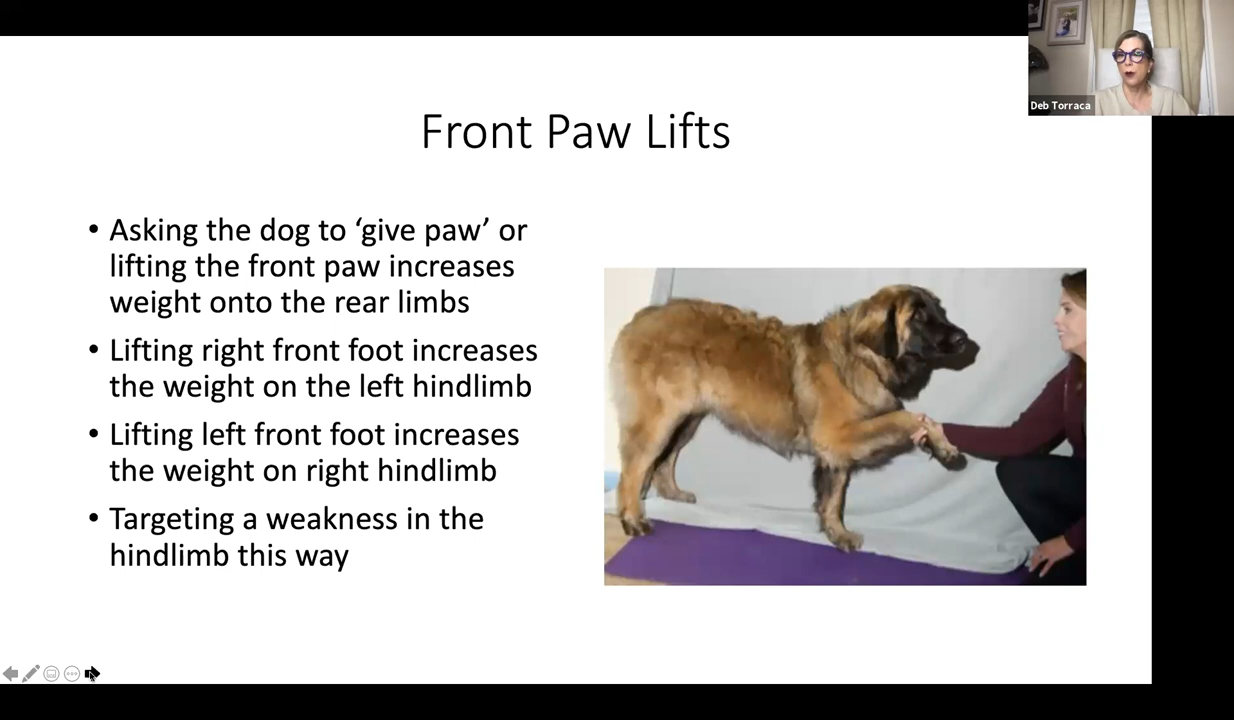 Deb Torraca
Front Paw Lifts
• Asking the dog to ‘give paw’ or
lifting the front paw increases
weight onto the rear limbs
• Lifting right front foot increases
the weight on the left hindlimb
• Lifting left front foot increases
the weight on right hindlimb
• Targeting a weakness in the
hindlimb this way